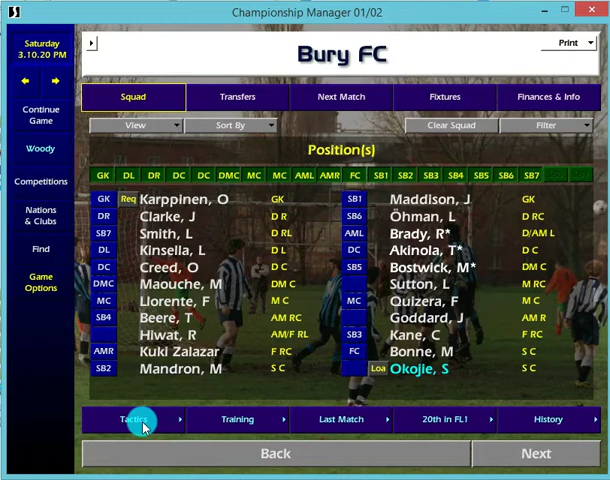 Championship Manager 01/02
Saturday
3.10.20 PM
Continue
Game
Woody
Competitions
Nations
& Clubs
Find
Game
Options
Bury FC
Print
Squad Transfers Next Match Fixtures Finances & Info
View Sort By Clear Squad Filter
Position(s)
GK DL DR DC DC DMC MC MC AML AMR FC SB1 SB2 SB3 SB4 SB5 SB6 SB7
GK Req Karppinen, O GK SB1 Maddison, J GK
DR Clarke, J D R SB6 Öhman, L D RC
SB7 Smith, L D RL AML Brady, R* D/AM L
DL Kinsella, L D L DC Akinola, T* D C
DC Creed, O D C SB5 Bostwick, M* DM C
DMC Maouche, M DM C Sutton, L M RC
MC Llorente, F M C MC Quizera, F M C
SB4 Beere, T AM RC Goddard, J AM R
Hiwat, R AM/F RL SB3 Kane, C F RC
AMR Kuki Zalazar F RC FC Bonne, M S C
SB2 Mandron, M S C Loa Okojie, S S C
Tactics Training Last Match 20th in FL1 History
Back Next